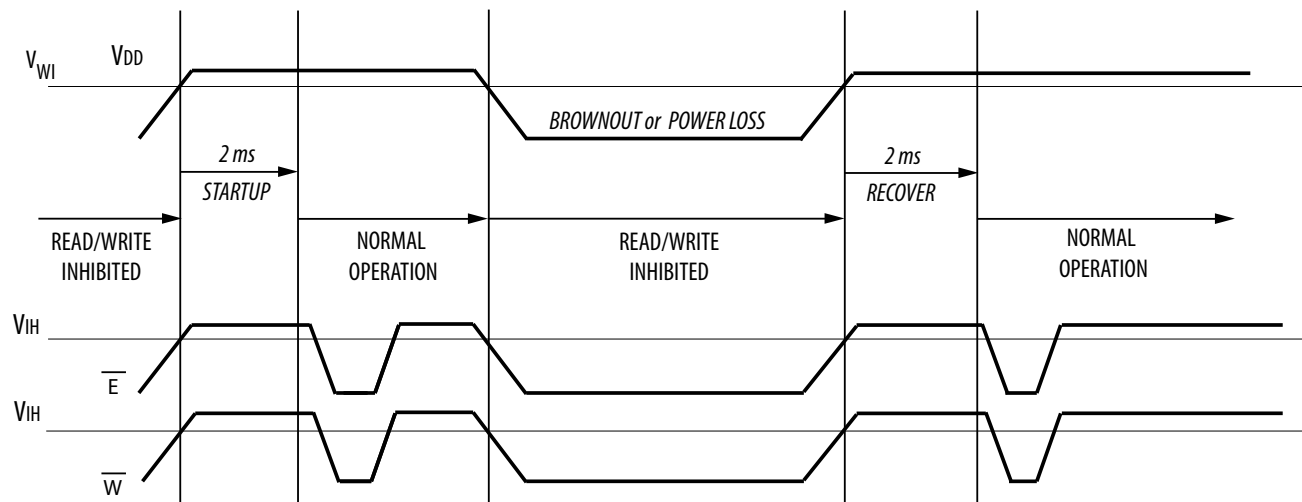 VWI VDD
BROWNOUT or POWER LOSS
2 ms
STARTUP
2 ms
RECOVER
READ/WRITE
INHIBITED
NORMAL
OPERATION
READ/WRITE
INHIBITED
NORMAL
OPERATION
VIH
E
VIH
W